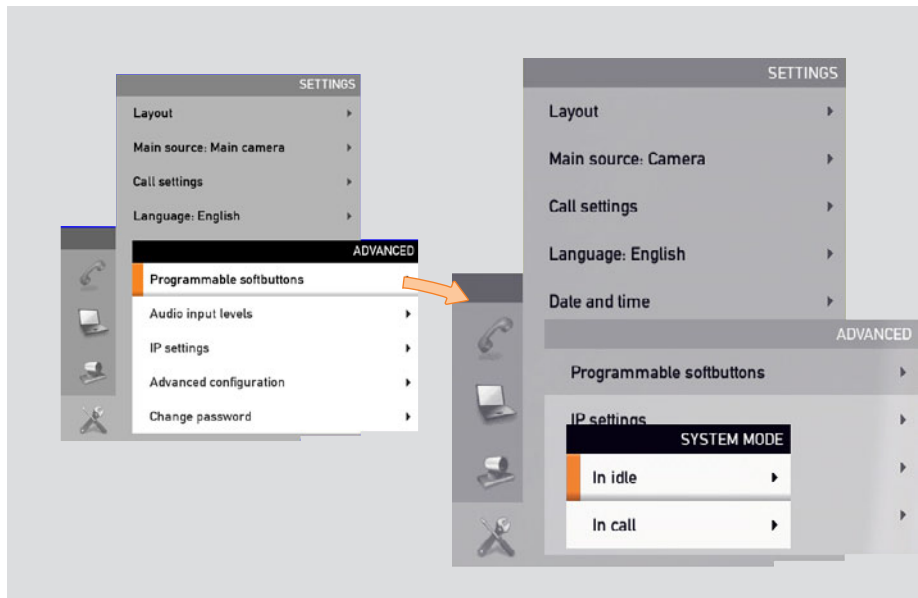 SETTINGS
Layout
Main source: Main camera
Call settings
Language: English
ADVANCED
Programmable softbuttons
Audio input levels
IP settings
Advanced configuration
Change password
SETTINGS
Layout
Main source: Camera
Call settings
Language: English
Date and time
ADVANCED
Programmable softbuttons
IP settings
SYSTEM MODE
In idle
In call